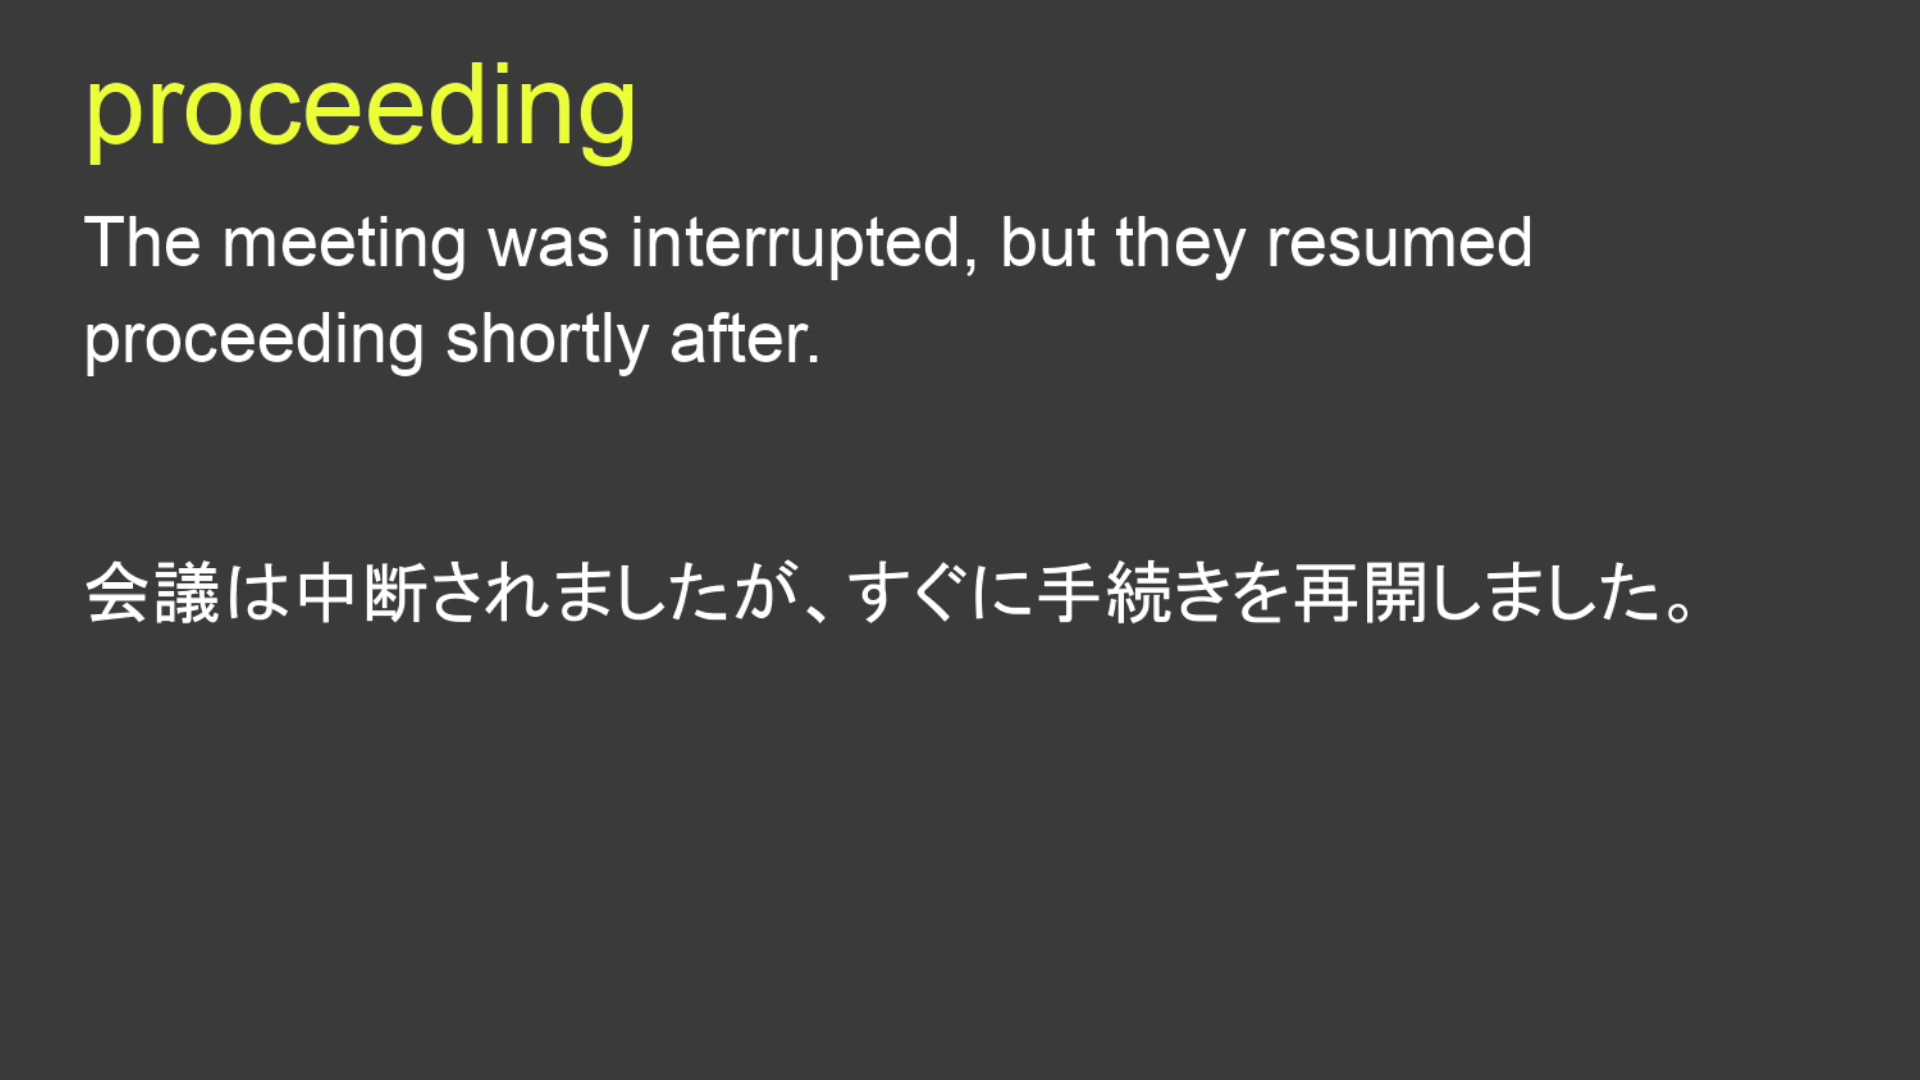 proceeding
The meeting was interrupted, but they resumed
proceeding shortly after.
会議は中断されましたが、すぐに手続きを再開しました。